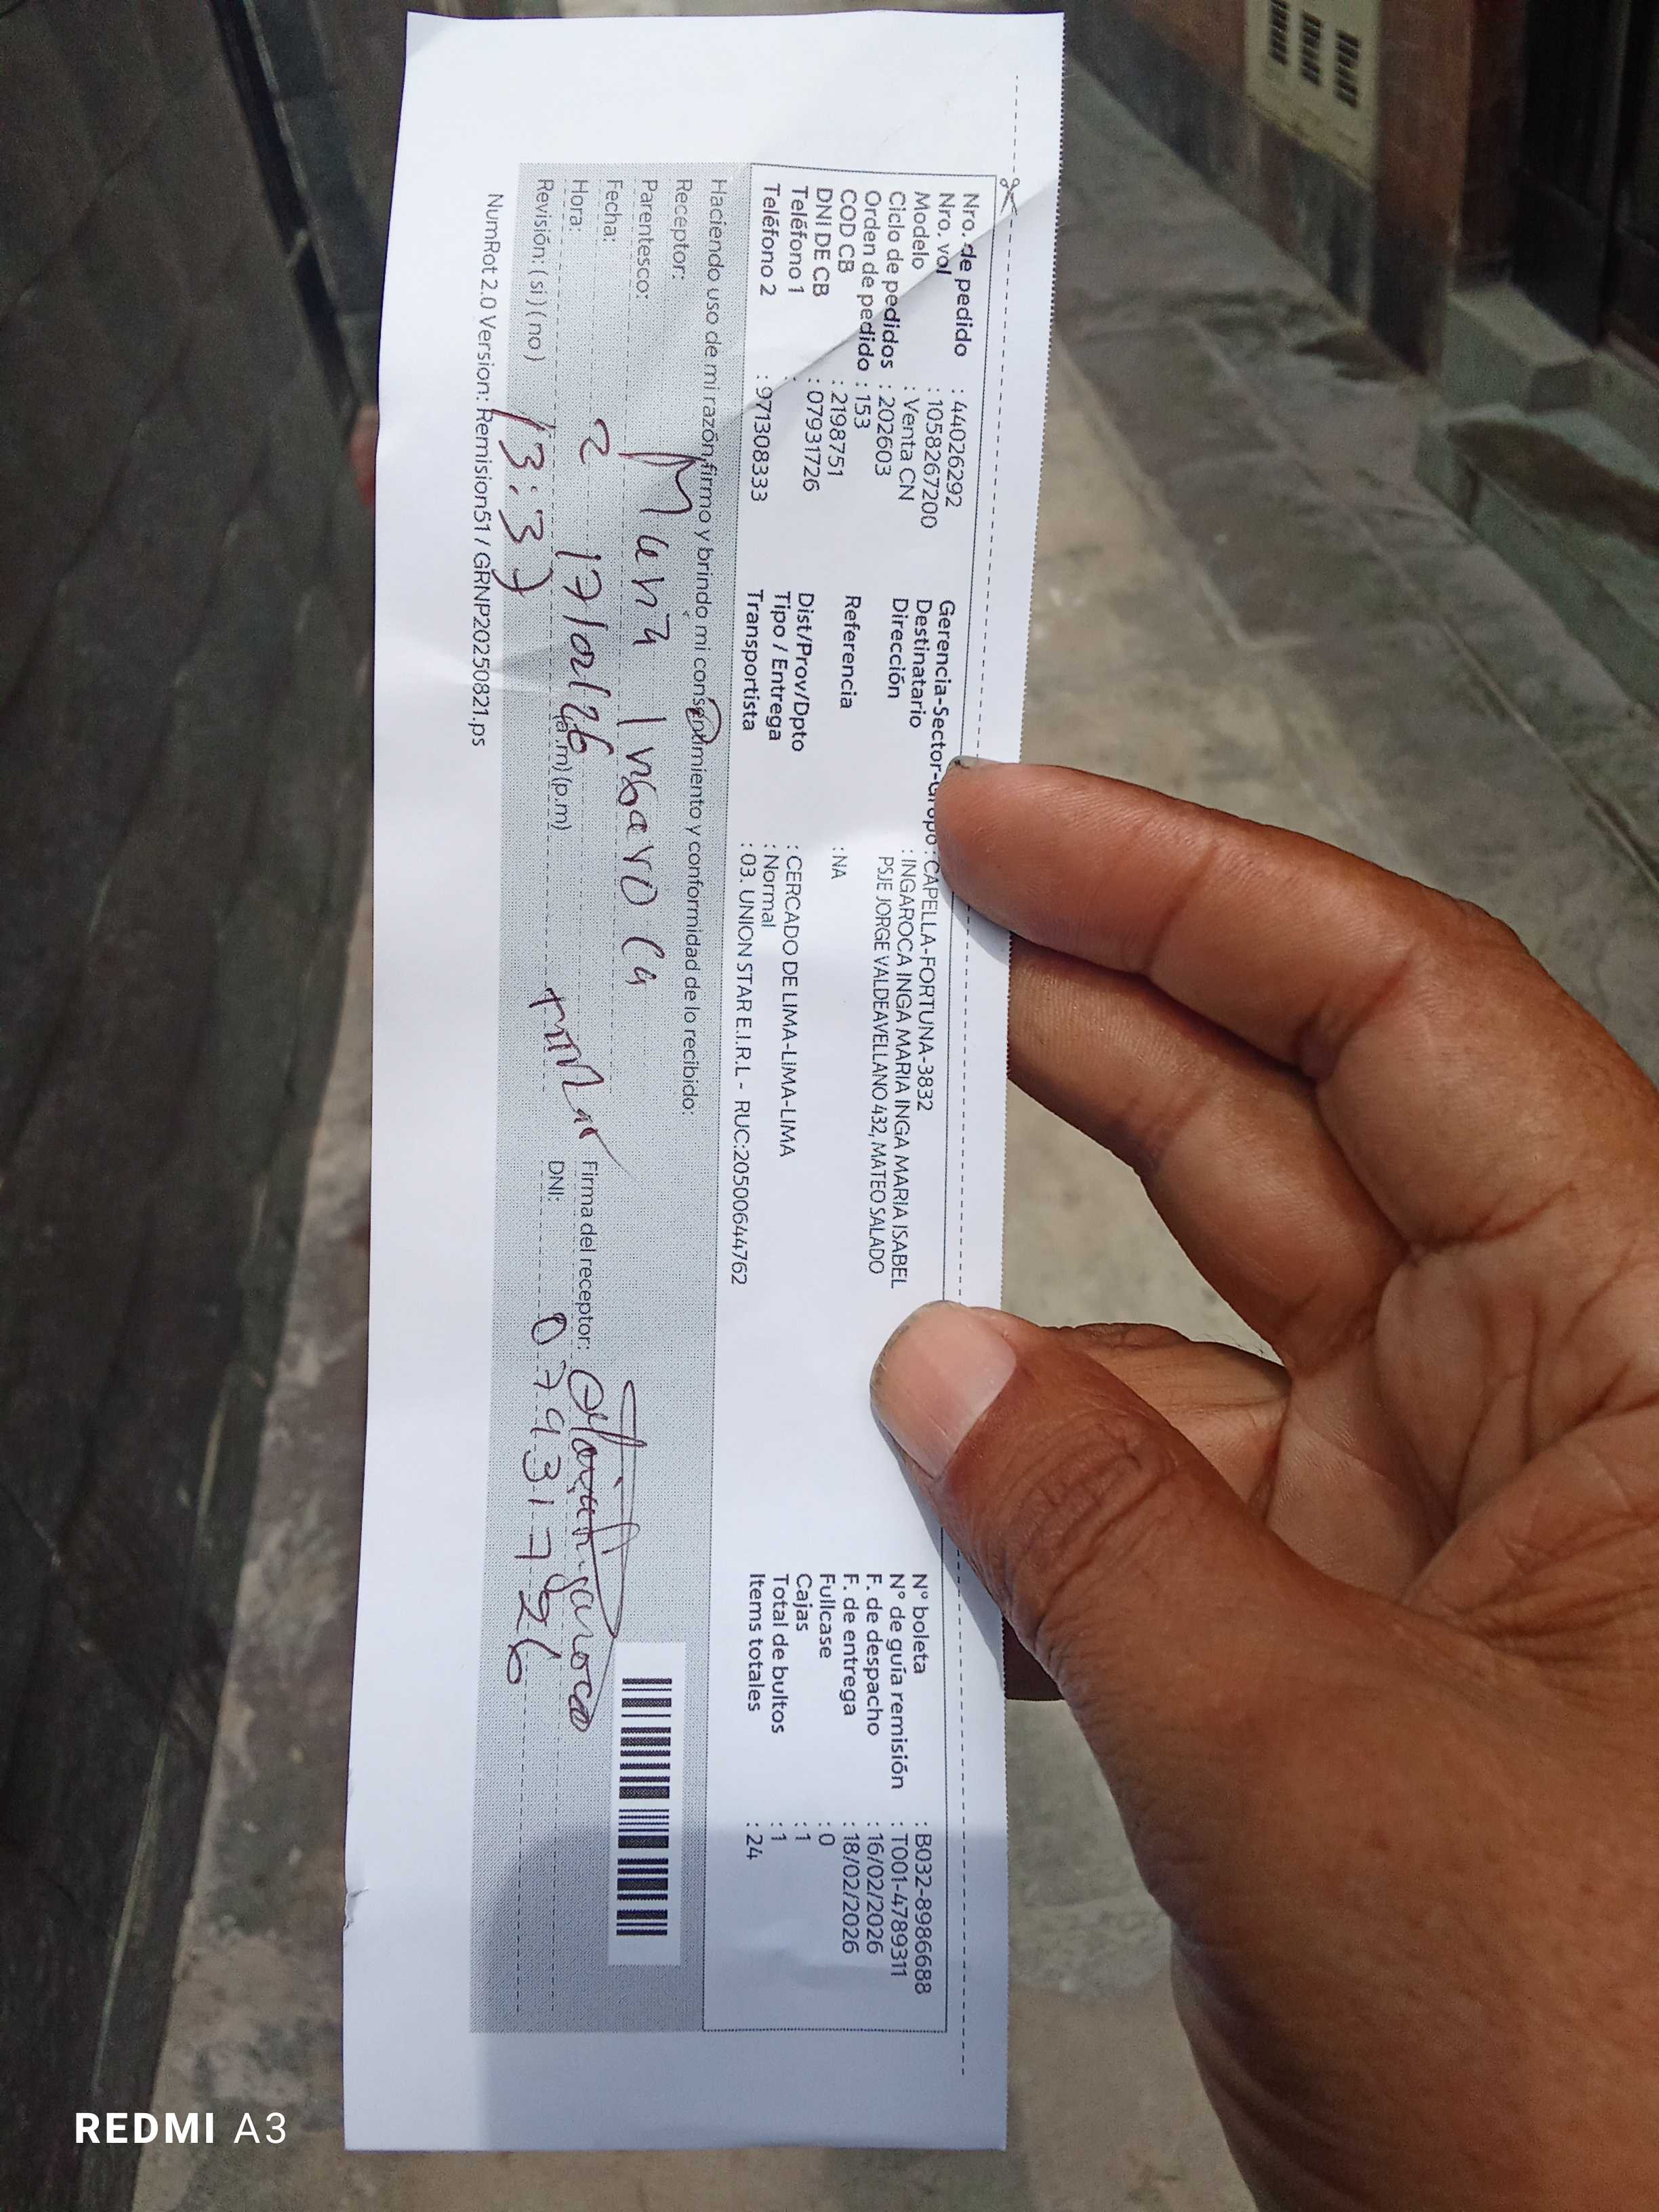 Nro. de pedido : 44026292
Nro. vol : 1058267200
Modelo : Venta CN
Ciclo de pedidos : 202603
Orden de pedido : 153
COD CB : 2198751
DNI DE CB : 07931726
Teléfono 1 :
Teléfono 2 : 971308333
Gerencia-Sector-Grupo : CAPELLA-FORTUNA-3832
Destinatario : INGAROCA INGA MARIA INGA MARIA ISABEL
Dirección PSJE JORGE VALDEAVELLANO 432, MATEO SALADO
Referencia : NA
Dist/Prov/Dpto : CERCADO DE LIMA-LIMA-LIMA
Tipo / Entrega : Normal
Transportista : 03. UNION STAR E.I.R.L - RUC:20500644762
N° boleta : B032-8986688
N° de guía remisión : T001-4789311
F. de despacho : 16/02/2026
F. de entrega : 18/02/2026
Fullcase : 0
Cajas : 1
Total de bultos : 1
Items totales : 24
Haciendo uso de mi razón,firmo y brindo mi consentimiento y conformidad de lo recibido:
Receptor:
Parentesco: Maria Ingaroca
Fecha: 17/02/26
Hora: 13:37 (a.m) (p.m)
Revisión: ( si ) ( no )
Firma del receptor:
DNI: 07931726
NumRot 2.0 Version: Remision51 / GRNP20250821.ps
REDMI A3